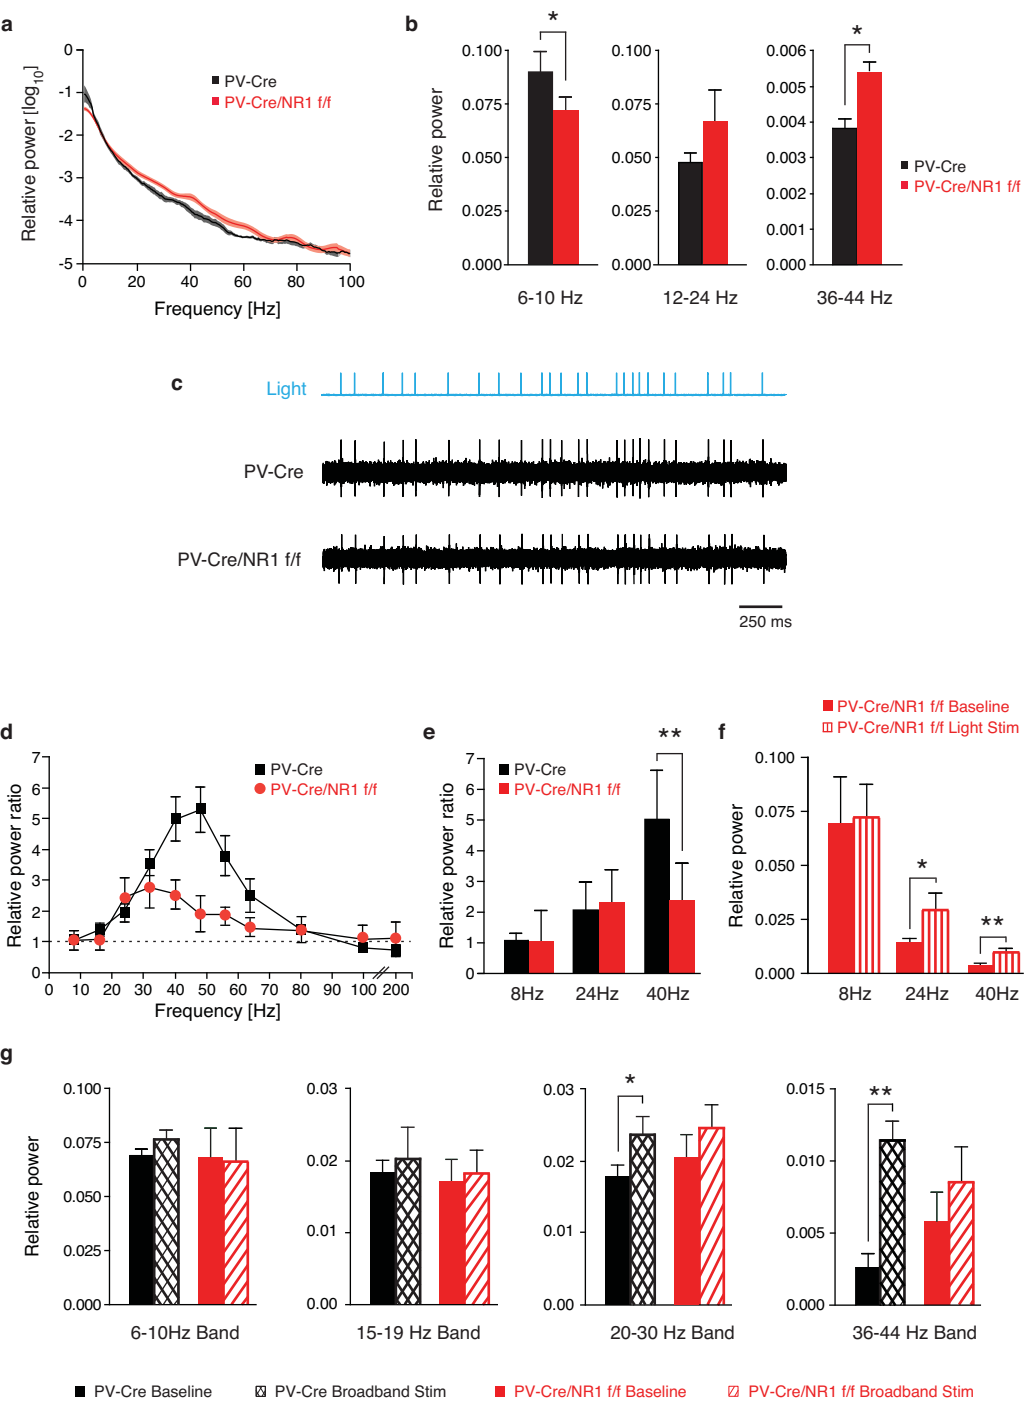 a
Relative power [log10]
0
-1
-2
-3
-4
-5
PV-Cre
PV-Cre/NR1 f/f
0 20 40 60 80 100
Frequency [Hz]
b
Relative power
0.100
0.075
0.050
0.025
0.000
*
6-10 Hz
0.100
0.075
0.050
0.025
0.000
12-24 Hz
0.006
0.005
0.004
0.003
0.002
0.001
0.000
*
36-44 Hz
PV-Cre
PV-Cre/NR1 f/f
c
Light
PV-Cre
PV-Cre/NR1 f/f
250 ms
d
Relative power ratio
7
6
5
4
3
2
1
0
PV-Cre
PV-Cre/NR1 f/f
0 10 20 30 40 50 60 70 80 90 100 200
Frequency [Hz]
e
Relative power ratio
7
6
5
4
3
2
1
0
PV-Cre
PV-Cre/NR1 f/f
**
8Hz 24Hz 40Hz
f
PV-Cre/NR1 f/f Baseline
PV-Cre/NR1 f/f Light Stim
Relative power
0.100
0.075
0.050
0.025
0.000
*
**
8Hz 24Hz 40Hz
g
Relative power
0.100
0.075
0.050
0.025
0.000
6-10Hz Band
0.03
0.02
0.01
0.00
15-19 Hz Band
0.03
0.02
0.01
0.00
*
20-30 Hz Band
0.015
0.010
0.005
0.000
**
36-44 Hz Band
PV-Cre Baseline
PV-Cre Broadband Stim
PV-Cre/NR1 f/f Baseline
PV-Cre/NR1 f/f Broadband Stim